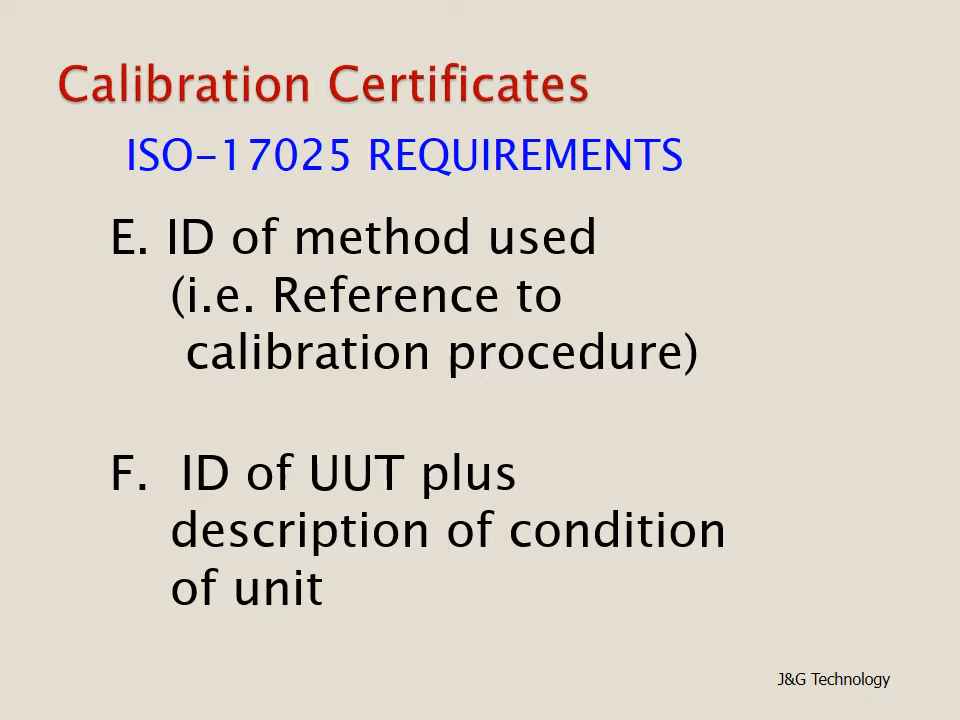 Calibration Certificates
ISO-17025 REQUIREMENTS
E. ID of method used
(i.e. Reference to
calibration procedure)
F. ID of UUT plus
description of condition
of unit
J&G Technology